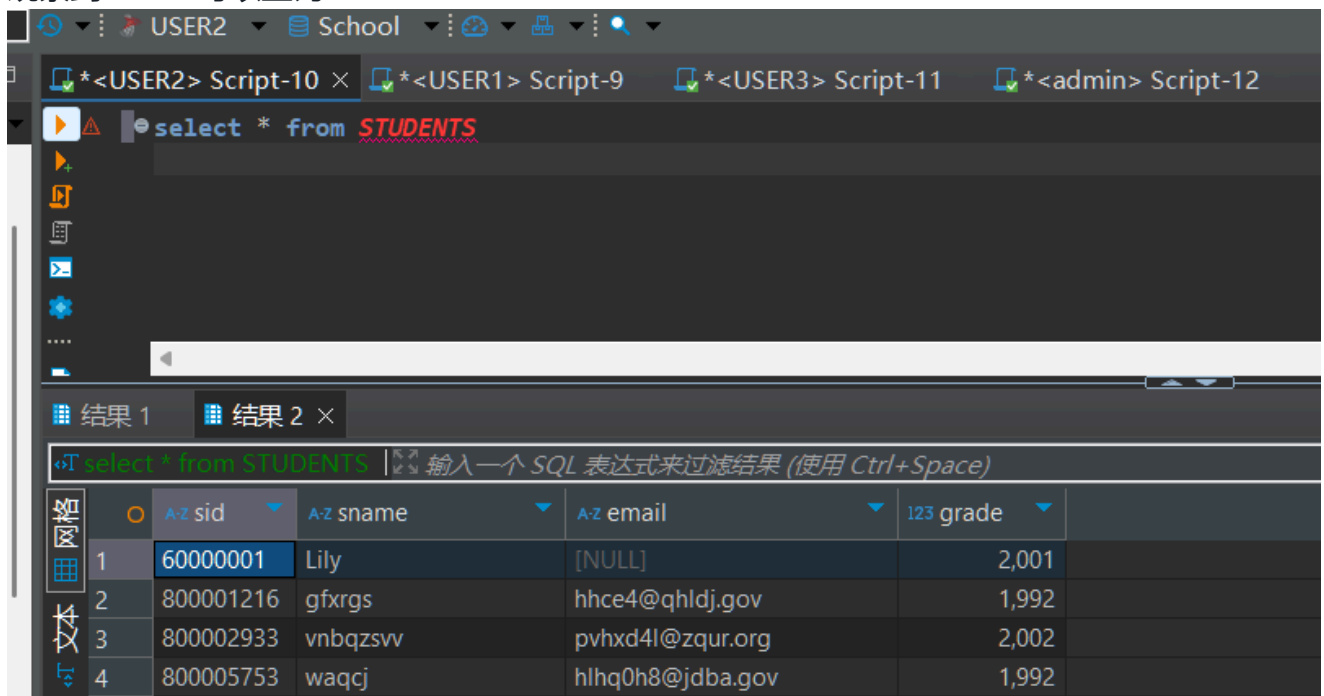 USER2 School
*<USER2> Script-10 *<USER1> Script-9 *<USER3> Script-11 *<admin> Script-12
select * from STUDENTS
结果 1 结果 2
select * from STUDENTS 输入一个 SQL 表达式来过滤结果 (使用 Ctrl+Space)
网格
A-Z sid A-Z sname A-Z email 123 grade
1 60000001 Lily [NULL] 2,001
2 800001216 gfxrgs hhce4@qhldj.gov 1,992
文本
3 800002933 vnbqzsvv pvhxd4l@zqur.org 2,002
4 800005753 waqcj hlhq0h8@jdba.gov 1,992